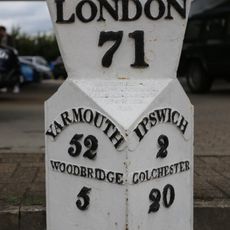 LONDON
71
YARMOUTH
52
WOODBRIDGE
5
IPSWICH
2
COLCHESTER
20